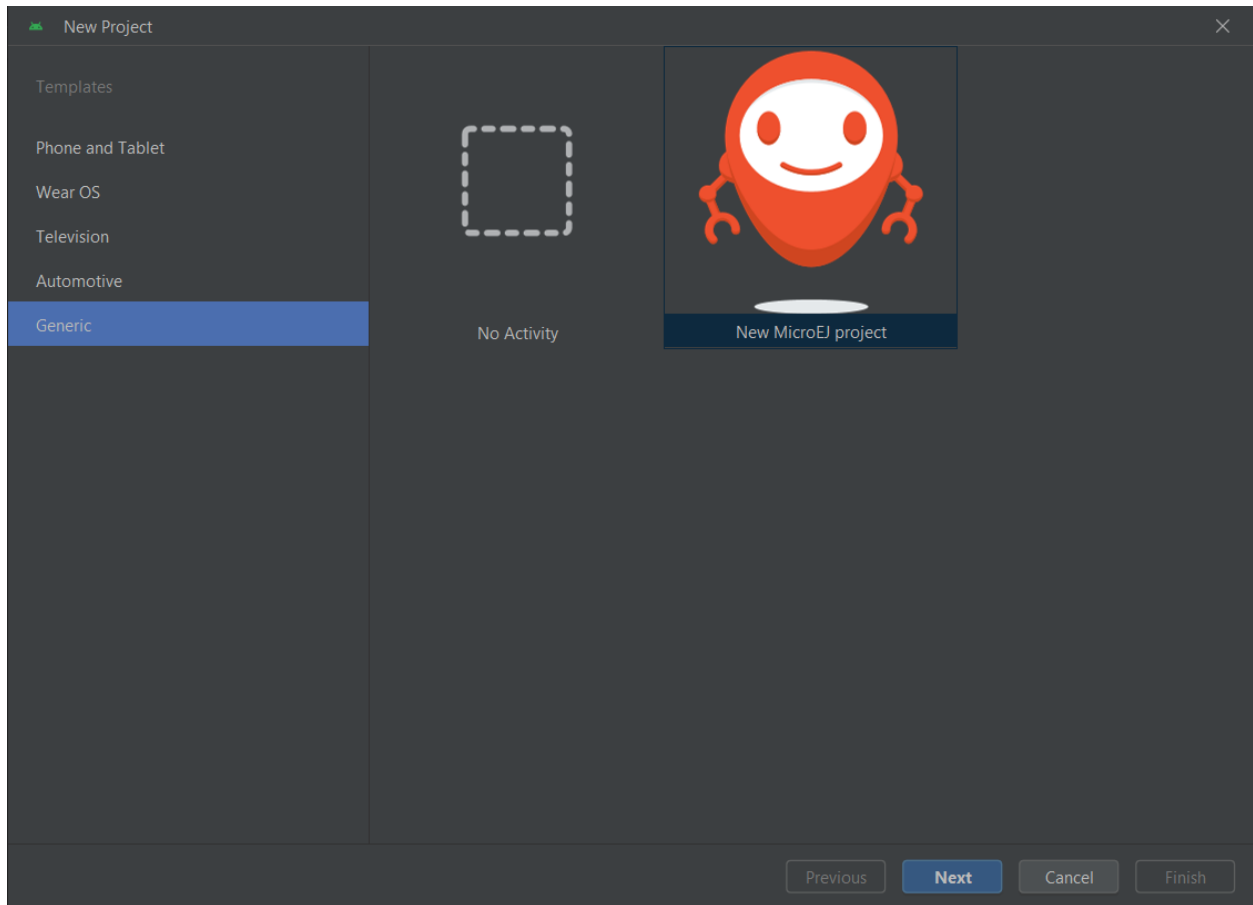 New Project
Templates
Phone and Tablet
Wear OS
Television
Automotive
Generic
No Activity
New MicroEJ project
Previous
Next
Cancel
Finish